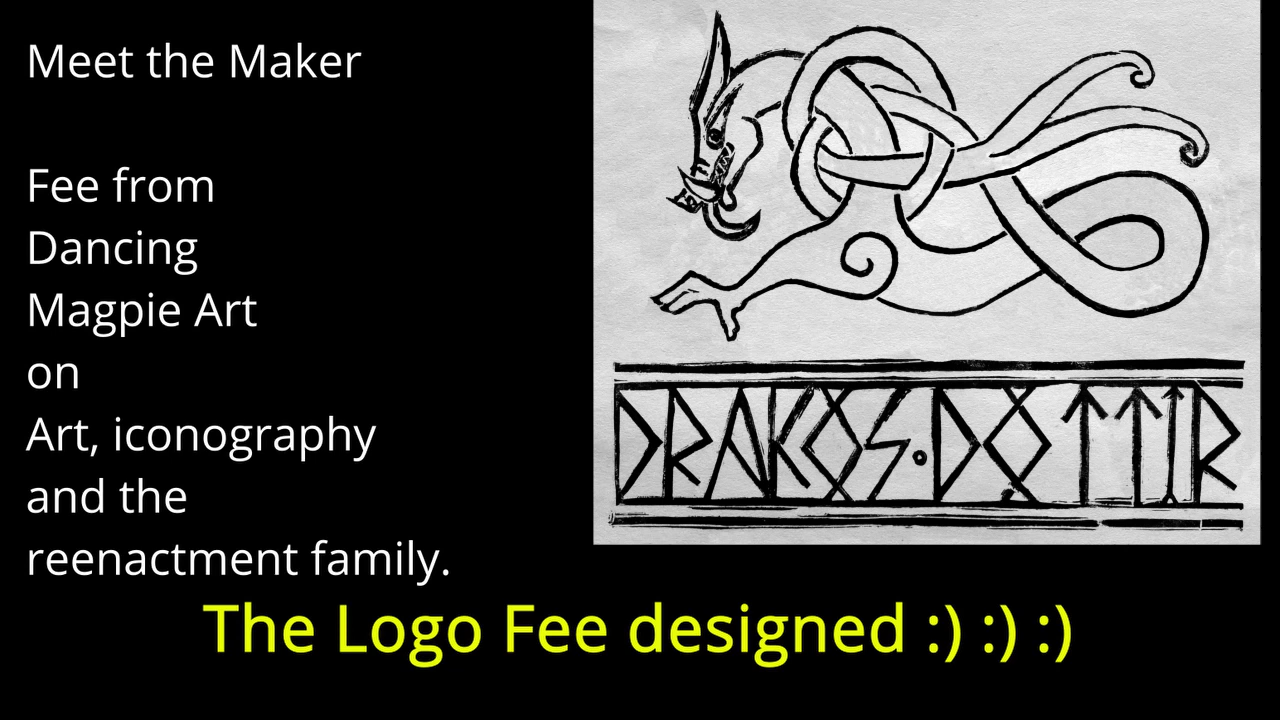 Meet the Maker
Fee from
Dancing
Magpie Art
on
Art, iconography
and the
reenactment family.
DRAKOS·DOTTIR
The Logo Fee designed :) :) :)